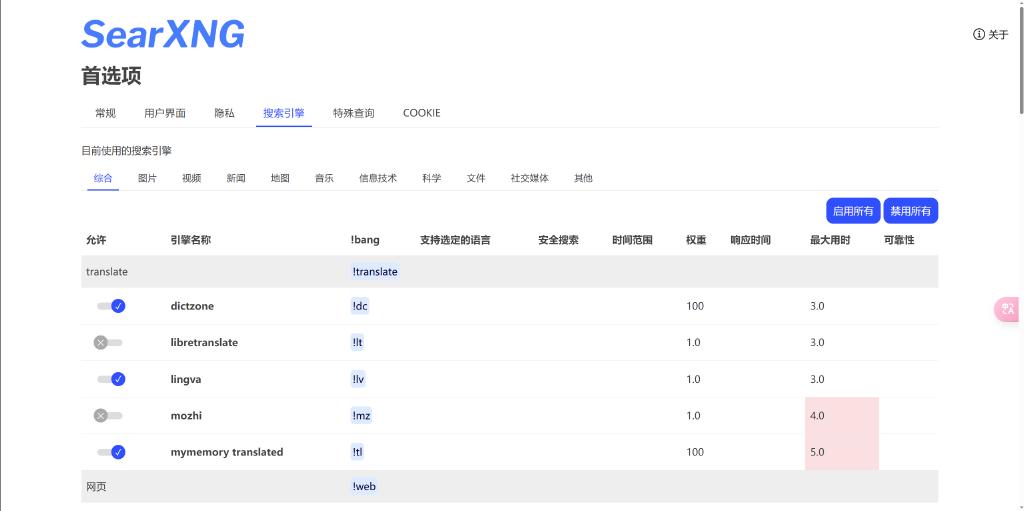 SearXNG
关于
首选项
常规 用户界面 隐私 搜索引擎 特殊查询 COOKIE
目前使用的搜索引擎
综合 图片 视频 新闻 地图 音乐 信息技术 科学 文件 社交媒体 其他
启用所有 禁用所有
允许 引擎名称 !bang 支持选定的语言 安全搜索 时间范围 权重 响应时间 最大用时 可靠性
translate !translate
dictzone !dc 100 3.0
libretranslate !lt 1.0 3.0
lingva !lv 1.0 3.0
mozhi !mz 1.0 4.0
mymemory translated !tl 100 5.0
网页 !web